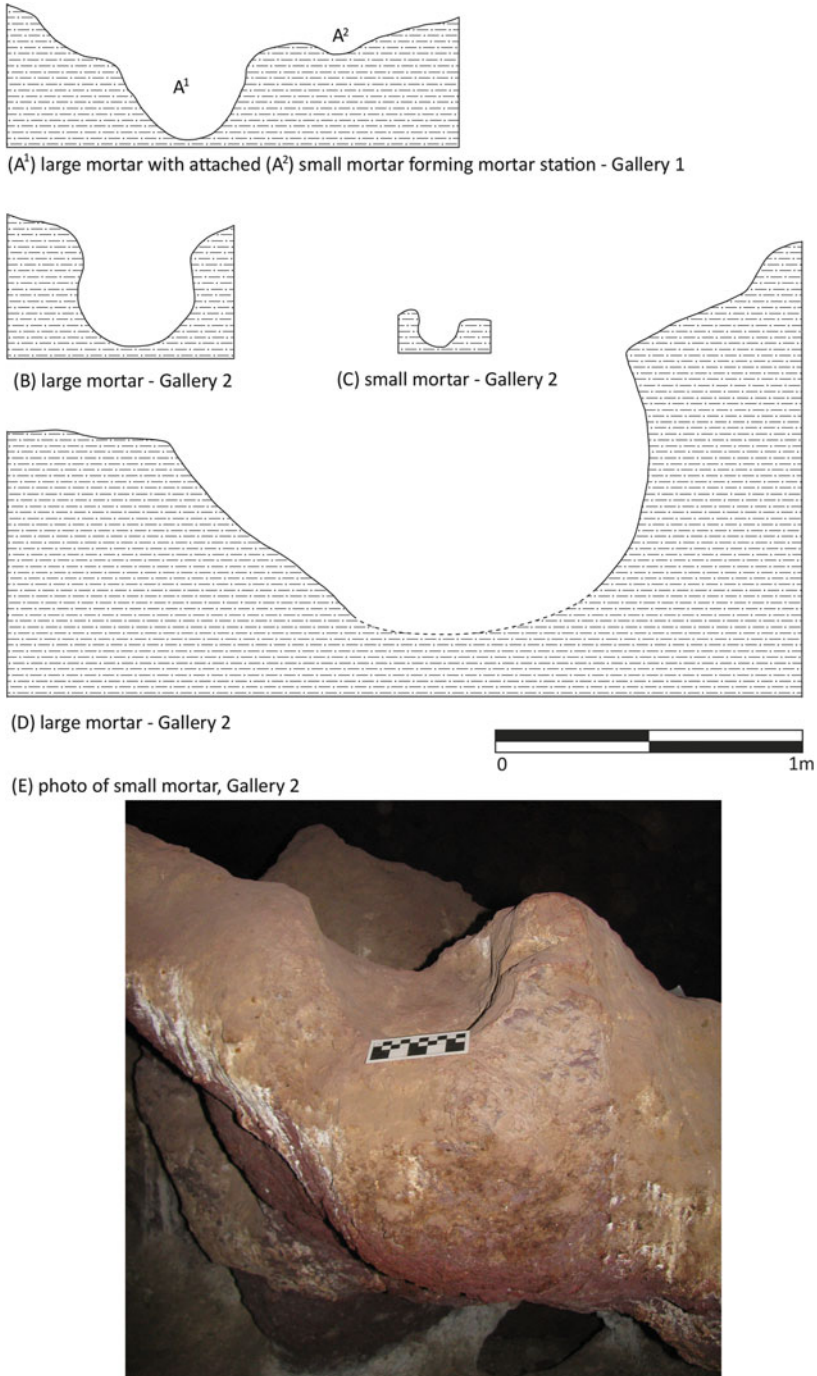 A² 
A¹
(A¹) large mortar with attached (A²) small mortar forming mortar station - Gallery 1
(B) large mortar - Gallery 2
(C) small mortar - Gallery 2
(D) large mortar - Gallery 2
0 1m
(E) photo of small mortar, Gallery 2